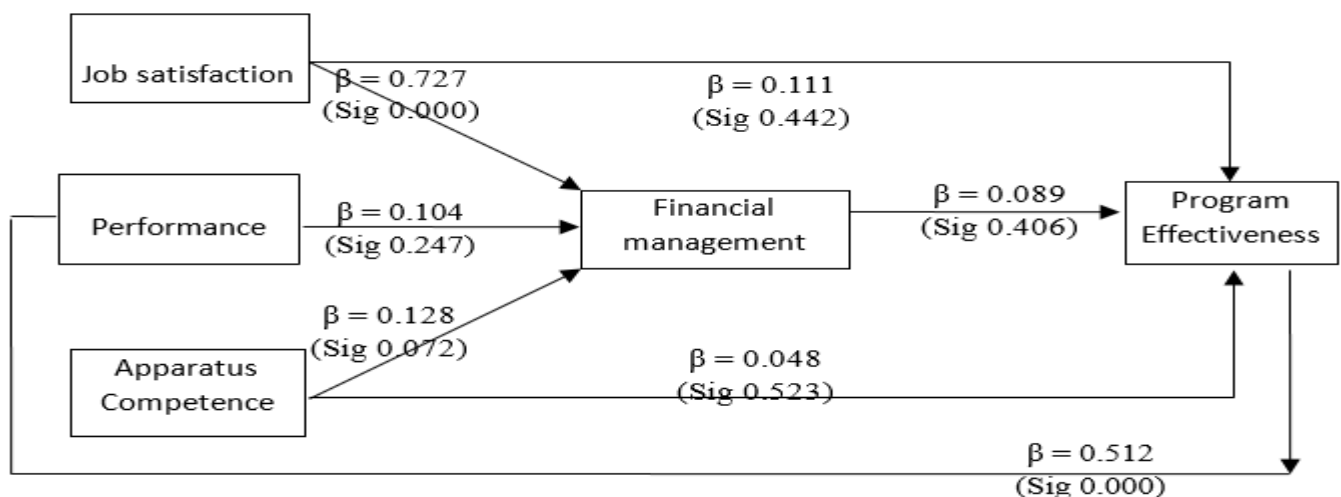 Job satisfaction
β = 0.727
(Sig 0.000)
β = 0.111
(Sig 0.442)
Performance
β = 0.104
(Sig 0.247)
Financial
management
β = 0.089
(Sig 0.406)
Program
Effectiveness
β = 0.128
(Sig 0.072)
Apparatus
Competence
β = 0.048
(Sig 0.523)
β = 0.512
(Sig 0.000)